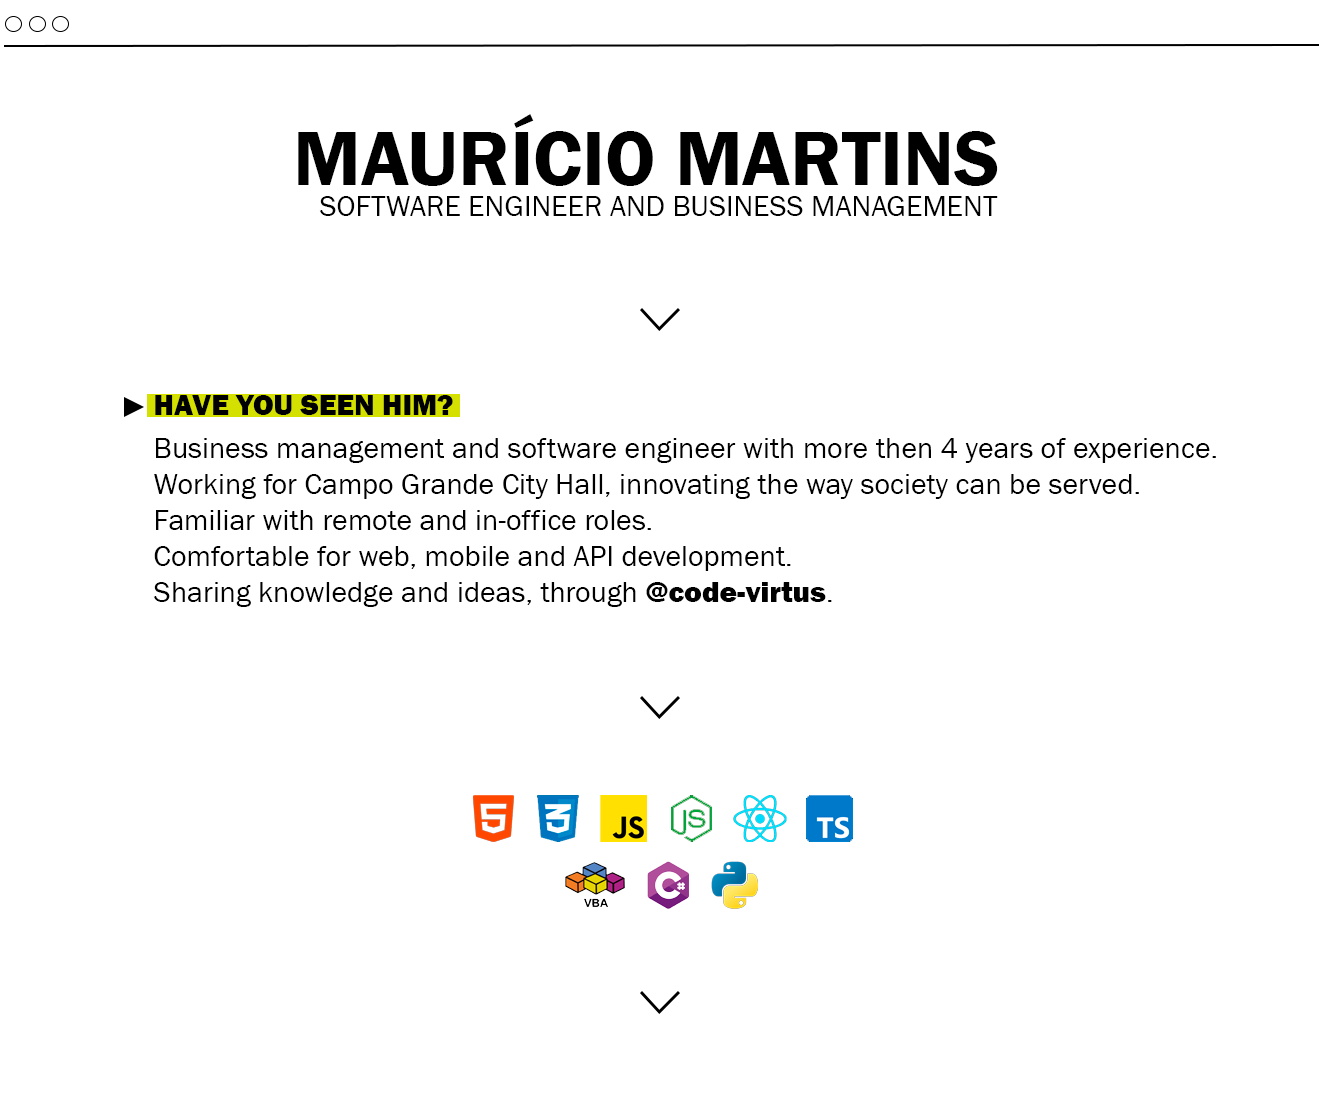 MAURÍCIO MARTINS
SOFTWARE ENGINEER AND BUSINESS MANAGEMENT
HAVE YOU SEEN HIM?
Business management and software engineer with more then 4 years of experience.
Working for Campo Grande City Hall, innovating the way society can be served.
Familiar with remote and in-office roles.
Comfortable for web, mobile and API development.
Sharing knowledge and ideas, through @code-virtus.
5 3 JS JS TS
VBA C#